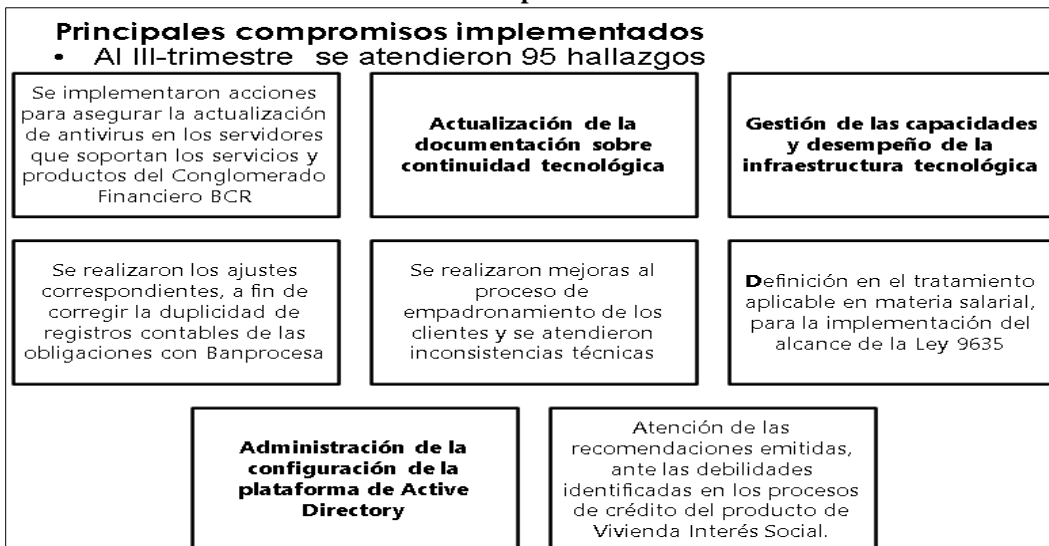 Principales compromisos implementados
• Al III-trimestre se atendieron 95 hallazgos
Se implementaron acciones
para asegurar la actualización
de antivirus en los servidores
que soportan los servicios y
productos del Conglomerado
Financiero BCR
Actualización de la
documentación sobre
continuidad tecnológica
Gestión de las capacidades
y desempeño de la
infraestructura tecnológica
Se realizaron los ajustes
correspondientes, a fin de
corregir la duplicidad de
registros contables de las
obligaciones con Banprocesa
Se realizaron mejoras al
proceso de
empadronamiento de los
clientes y se atendieron
inconsistencias técnicas
Definición en el tratamiento
aplicable en materia salarial,
para la implementación del
alcance de la Ley 9635
Administración de la
configuración de la
plataforma de Active
Directory
Atención de las
recomendaciones emitidas,
ante las debilidades
identificadas en los procesos
de crédito del producto de
Vivienda Interés Social.